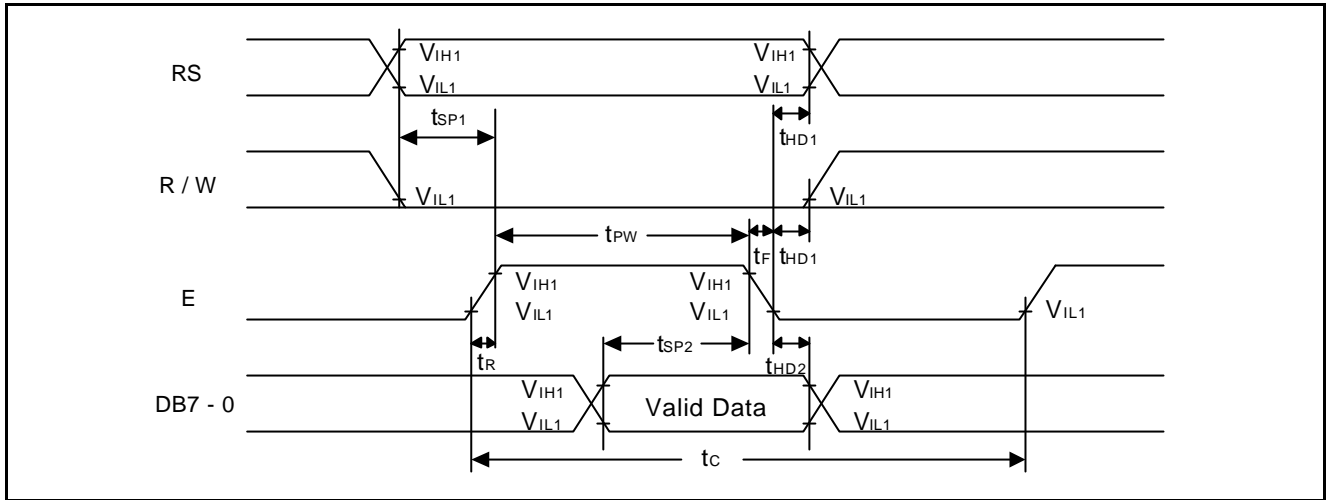 RS
VIH1
VIH1
VIL1
VIL1
tSP1
tHD1
R / W
VIL1
VIL1
tPW
tF
tHD1
E
VIH1
VIH1
VIL1
VIL1
VIL1
tR
tSP2
tHD2
DB7 - 0
VIH1
VIH1
Valid Data
VIL1
VIL1
tC